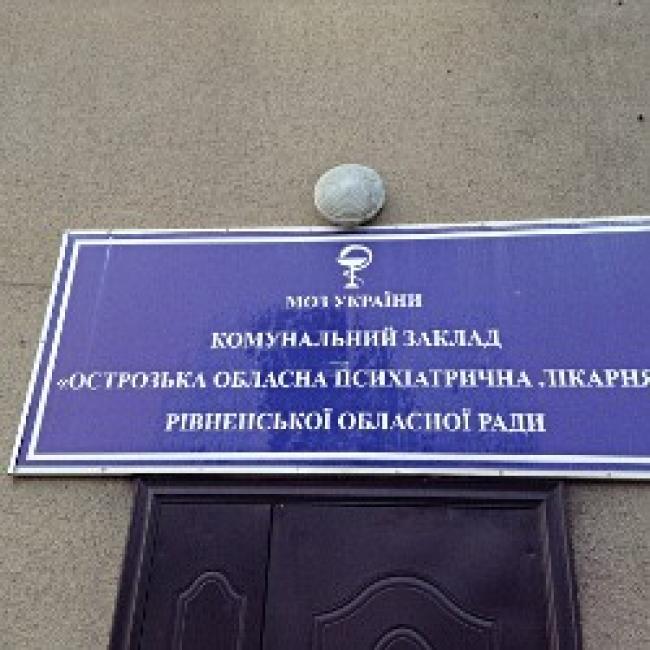 МОЗ УКРАЇНИ
КОМУНАЛЬНИЙ ЗАКЛАД
«ОСТРОЗЬКА ОБЛАСНА ПСИХІАТРИЧНА ЛІКАРНЯ
РІВНЕНСЬКОЇ ОБЛАСНОЇ РАДИ